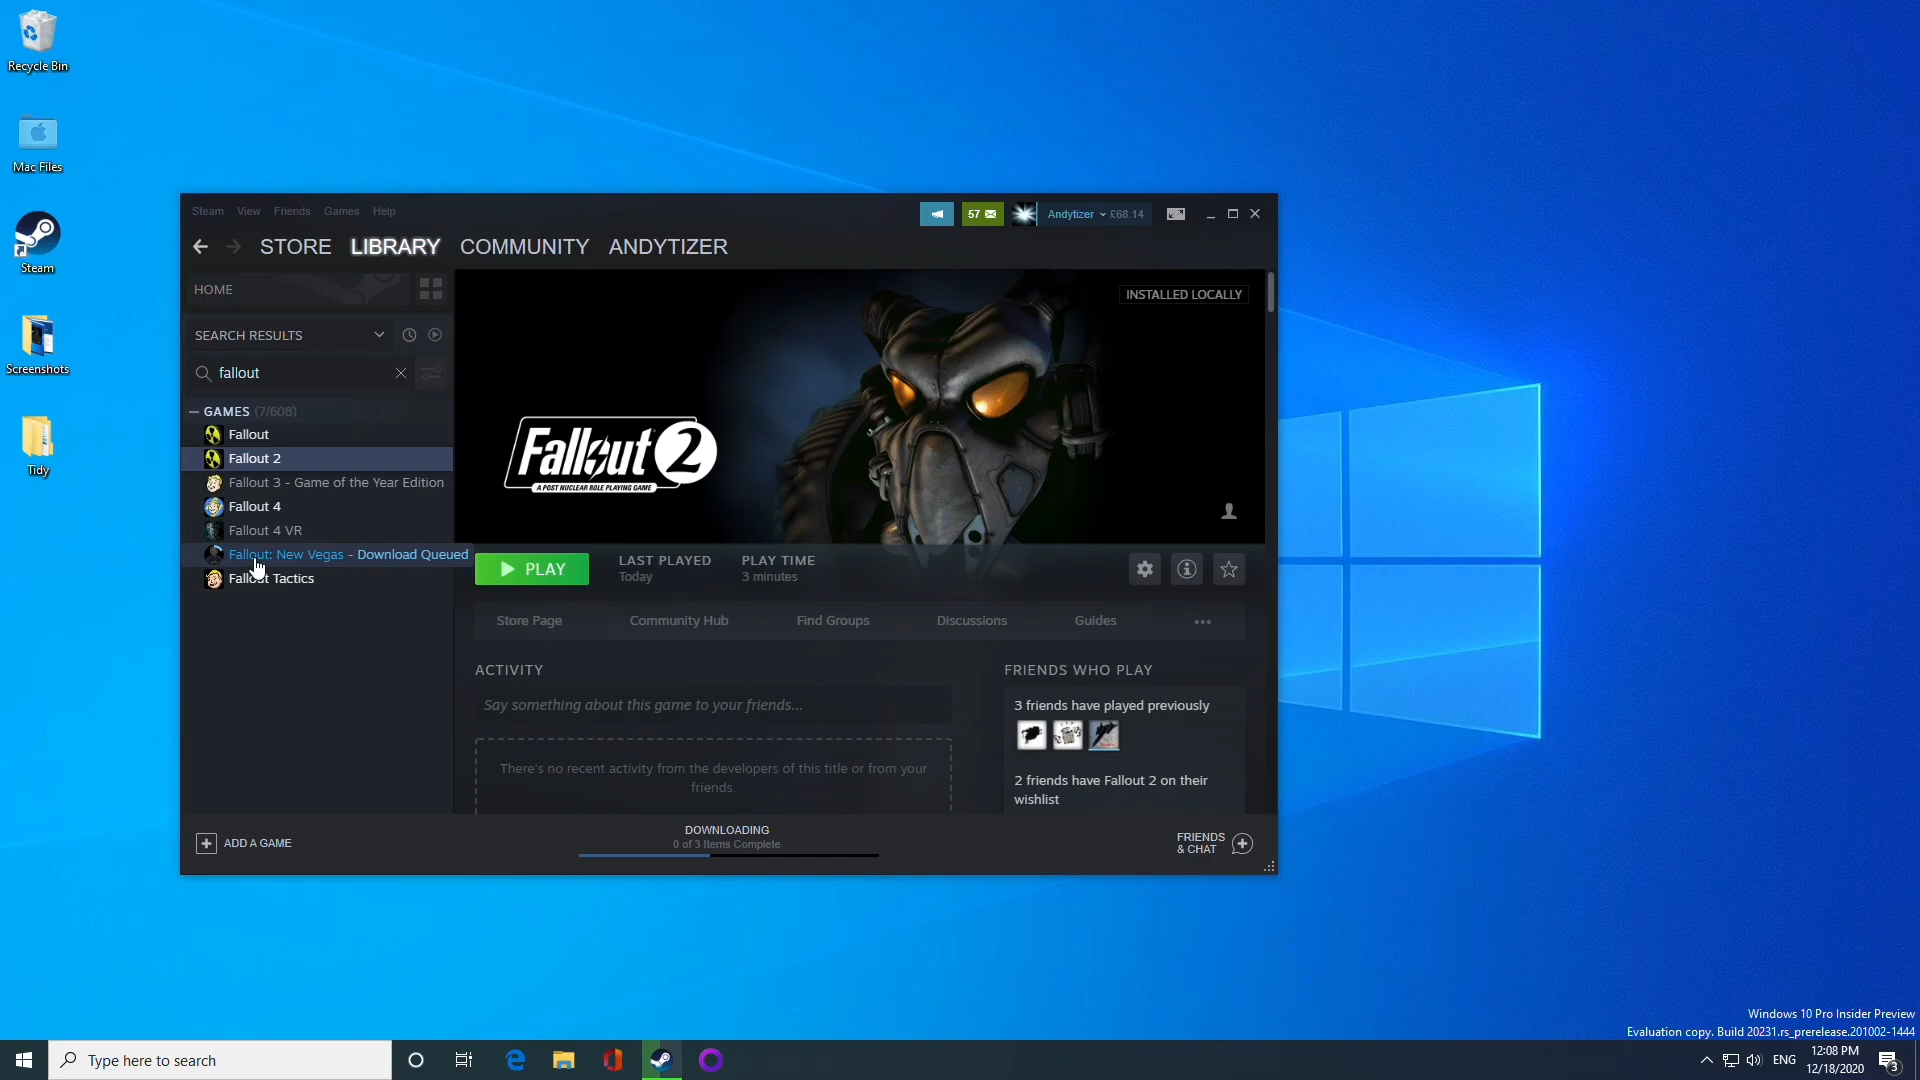 Recycle Bin
Mac Files
Steam
Screenshots
Tidy
Steam View Friends Games Help
57
Andytizer £68.14
STORE LIBRARY COMMUNITY ANDYTIZER
HOME
SEARCH RESULTS
fallout
GAMES (7/608)
Fallout
Fallout 2
Fallout 3 - Game of the Year Edition
Fallout 4
Fallout 4 VR
Fallout: New Vegas - Download Queued
Fallout Tactics
INSTALLED LOCALLY
Fallout 2
A POST NUCLEAR ROLE PLAYING GAME
PLAY
LAST PLAYED
Today
PLAY TIME
3 minutes
Store Page Community Hub Find Groups Discussions Guides
ACTIVITY
Say something about this game to your friends...
There's no recent activity from the developers of this title or from your
friends.
FRIENDS WHO PLAY
3 friends have played previously
2 friends have Fallout 2 on their
wishlist
ADD A GAME
DOWNLOADING
0 of 3 Items Complete
FRIENDS
& CHAT
Windows 10 Pro Insider Preview
Evaluation copy. Build 20231.rs_prerelease.201002-1444
Type here to search
ENG
12:08 PM
12/18/2020
3